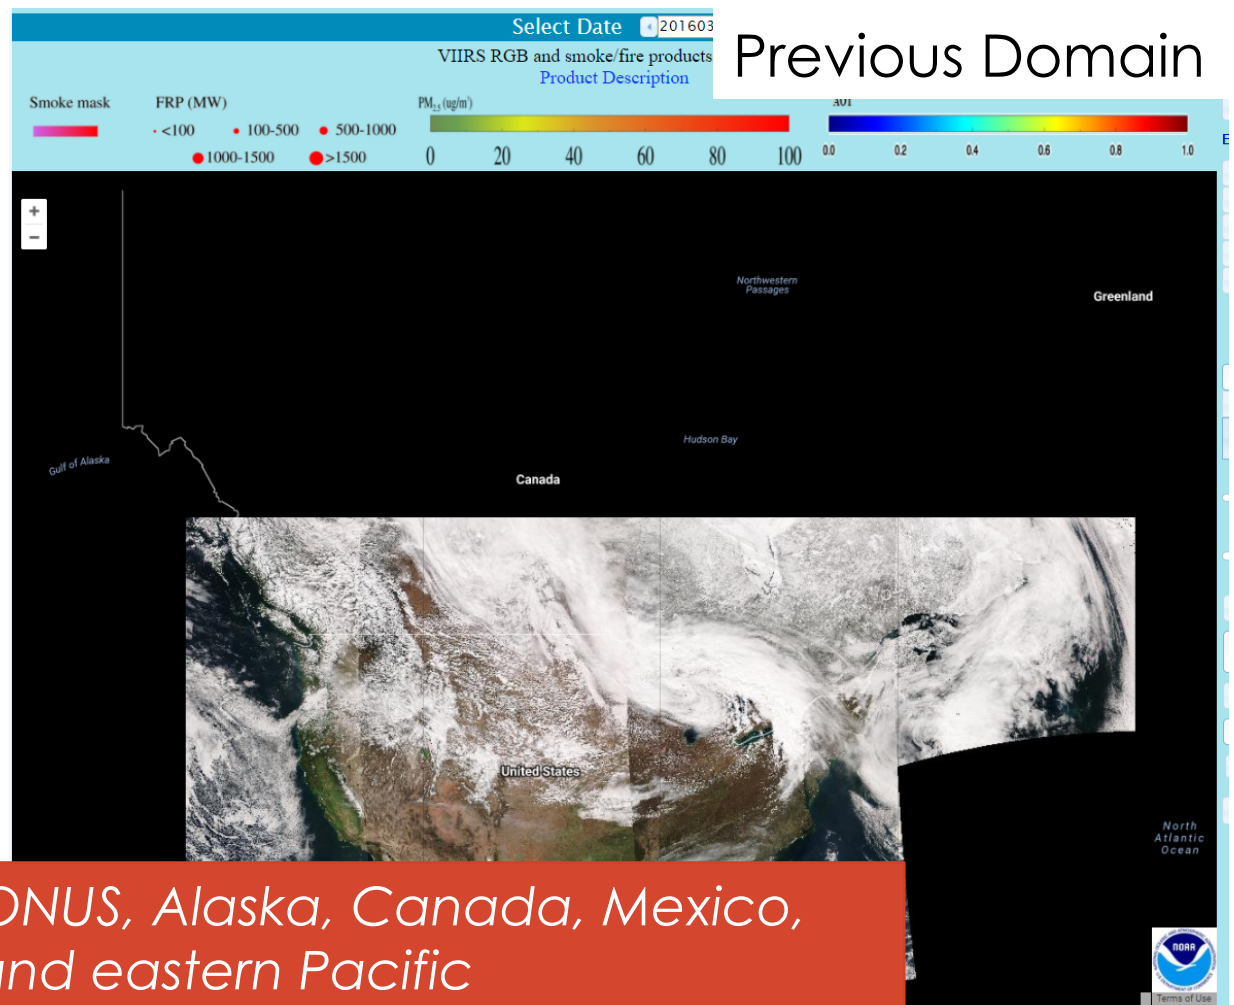 Select Date 201603
Previous Domain
VIIRS RGB and smoke/fire products
Product Description
Smoke mask
FRP (MW)
<100 100-500 500-1000
1000-1500 >1500
PM2.5 (ug/m3)
0 20 40 60 80 100
AOT
0.0 0.2 0.4 0.6 0.8 1.0
E
+
−
Northwestern
Passages
Greenland
Hudson Bay
Gulf of Alaska
Canada
United States
North
Atlantic
Ocean
ONUS, Alaska, Canada, Mexico,
and eastern Pacific
NOAA
Terms of Use